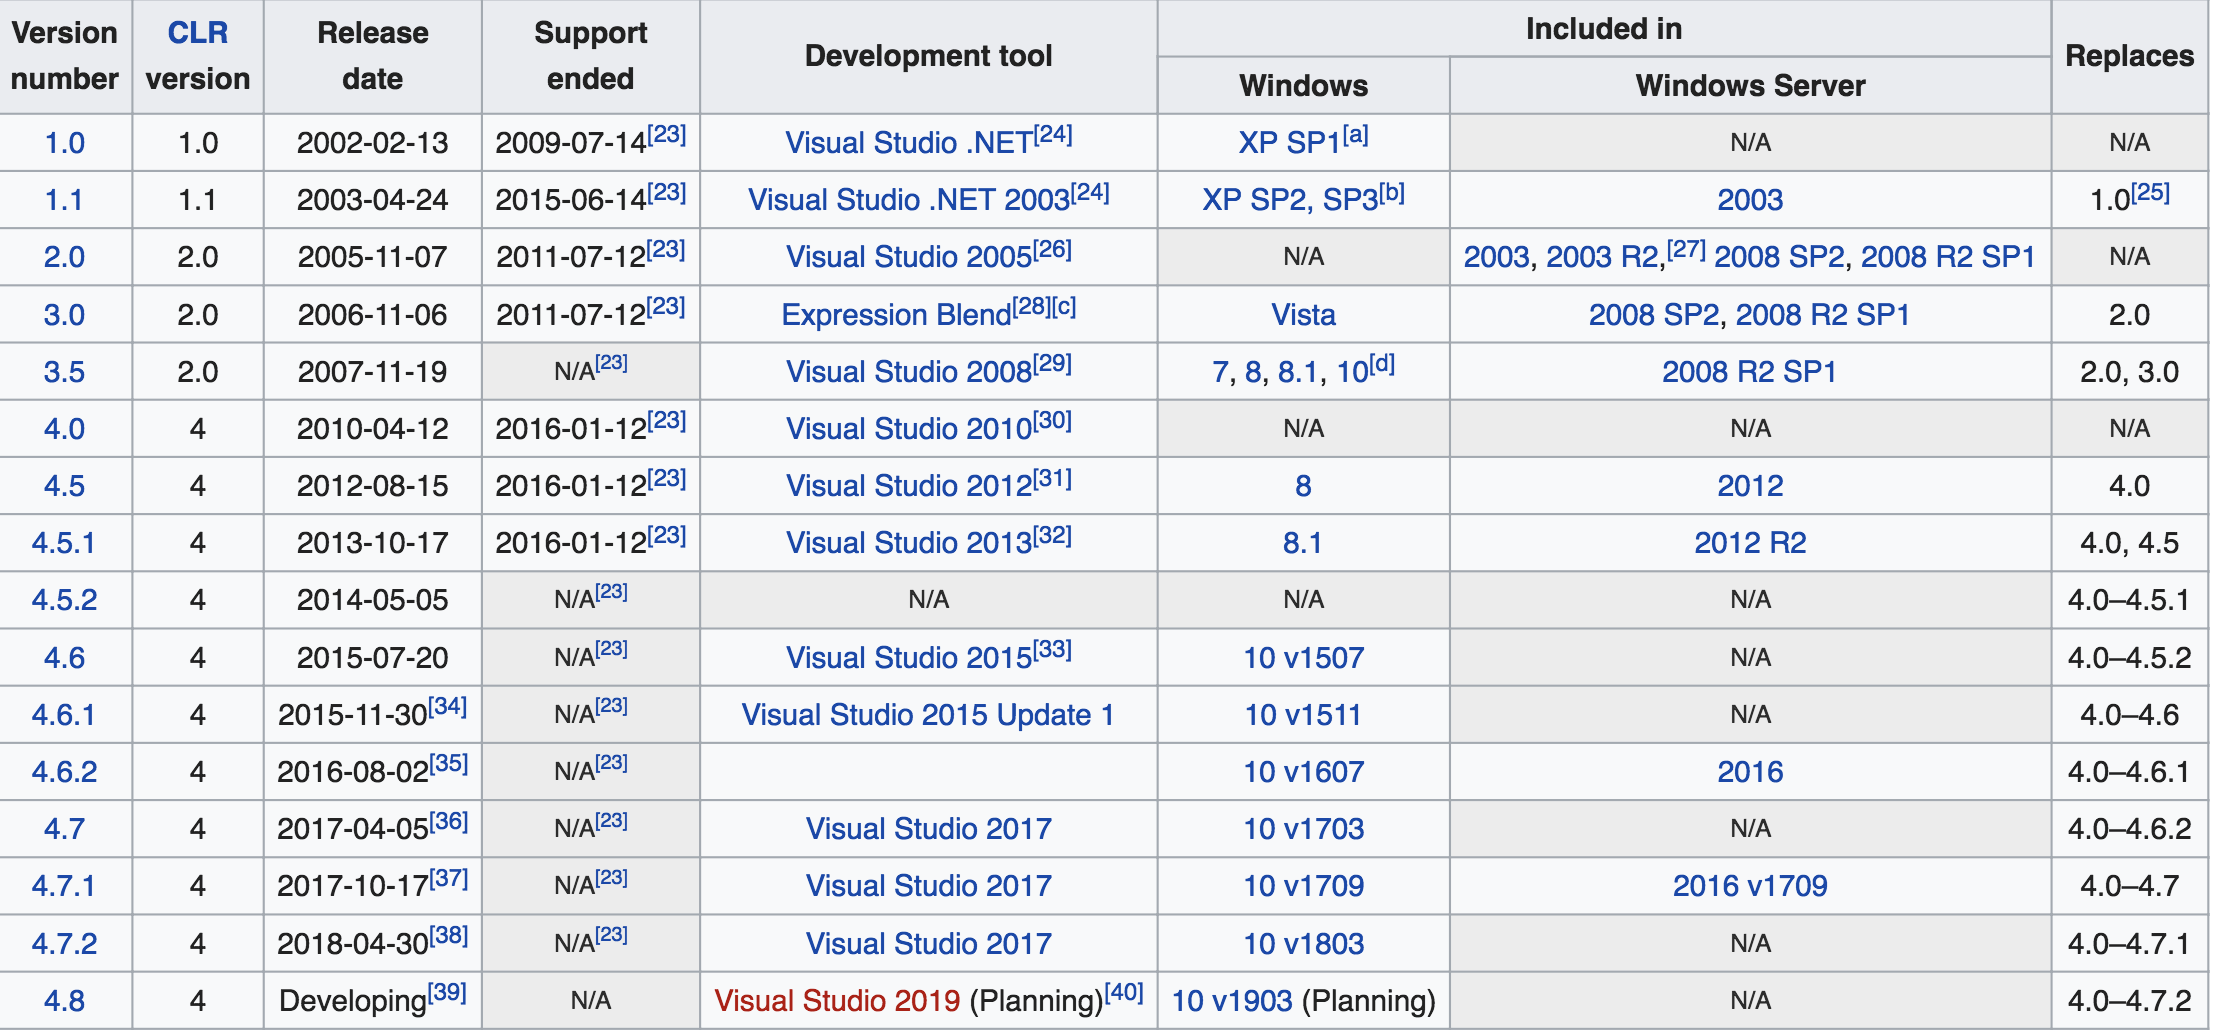 Version number CLR version Release date Support ended Development tool Included in Replaces
Windows Windows Server
1.0 1.0 2002-02-13 2009-07-14[23] Visual Studio .NET[24] XP SP1[a] N/A N/A
1.1 1.1 2003-04-24 2015-06-14[23] Visual Studio .NET 2003[24] XP SP2, SP3[b] 2003 1.0[25]
2.0 2.0 2005-11-07 2011-07-12[23] Visual Studio 2005[26] N/A 2003, 2003 R2,[27] 2008 SP2, 2008 R2 SP1 N/A
3.0 2.0 2006-11-06 2011-07-12[23] Expression Blend[28][c] Vista 2008 SP2, 2008 R2 SP1 2.0
3.5 2.0 2007-11-19 N/A[23] Visual Studio 2008[29] 7, 8, 8.1, 10[d] 2008 R2 SP1 2.0, 3.0
4.0 4 2010-04-12 2016-01-12[23] Visual Studio 2010[30] N/A N/A N/A
4.5 4 2012-08-15 2016-01-12[23] Visual Studio 2012[31] 8 2012 4.0
4.5.1 4 2013-10-17 2016-01-12[23] Visual Studio 2013[32] 8.1 2012 R2 4.0, 4.5
4.5.2 4 2014-05-05 N/A[23] N/A N/A N/A 4.0–4.5.1
4.6 4 2015-07-20 N/A[23] Visual Studio 2015[33] 10 v1507 N/A 4.0–4.5.2
4.6.1 4 2015-11-30[34] N/A[23] Visual Studio 2015 Update 1 10 v1511 N/A 4.0–4.6
4.6.2 4 2016-08-02[35] N/A[23] 10 v1607 2016 4.0–4.6.1
4.7 4 2017-04-05[36] N/A[23] Visual Studio 2017 10 v1703 N/A 4.0–4.6.2
4.7.1 4 2017-10-17[37] N/A[23] Visual Studio 2017 10 v1709 2016 v1709 4.0–4.7
4.7.2 4 2018-04-30[38] N/A[23] Visual Studio 2017 10 v1803 N/A 4.0–4.7.1
4.8 4 Developing[39] N/A Visual Studio 2019 (Planning)[40] 10 v1903 (Planning) N/A 4.0–4.7.2